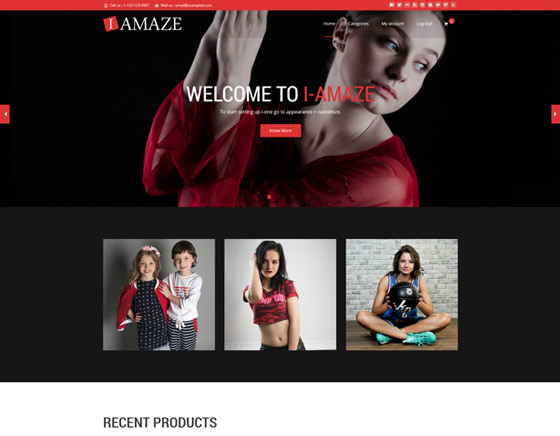 Call us : 1-123-123-4567 Mail us : email@example0.com
I AMAZE
Home Categories My account Log Out 0
WELCOME TO I-AMAZE
To start setting up i-one go to appearance > customize.
Know More
RECENT PRODUCTS